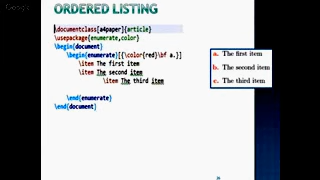 ORDERED LISTING
\documentclass[a4paper]{article}
\usepackage{enumerate,color}
\begin{document}
\begin{enumerate}[{\color{red}\bf a.}]
\item The first item
\item The second item
\item The third item
\end{enumerate}
\end{document}
a. The first item
b. The second item
c. The third item